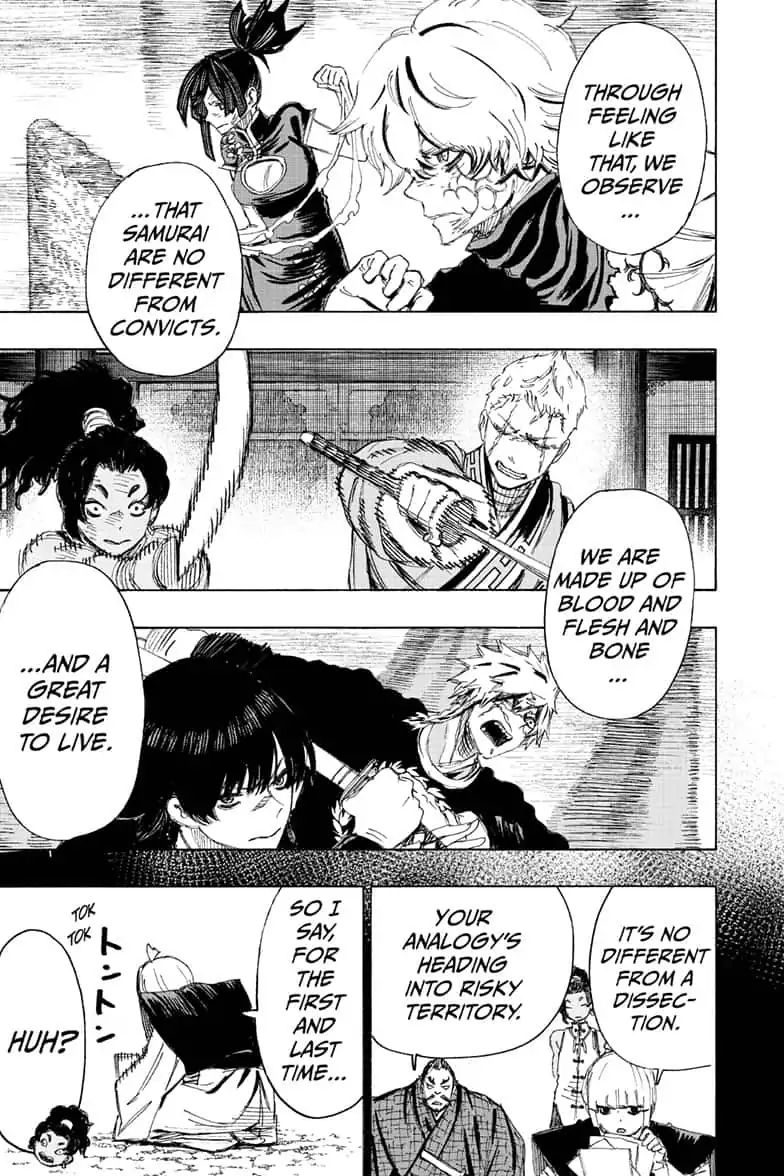 THROUGH
FEELING
LIKE
THAT, WE
OBSERVE
...
...THAT
SAMURAI
ARE NO
DIFFERENT
FROM
CONVICTS.
WE ARE
MADE UP OF
BLOOD AND
FLESH AND
BONE
...
...AND A
GREAT
DESIRE
TO LIVE.
IT'S NO
DIFFERENT
FROM A
DISSEC-
TION.
YOUR
ANALOGY'S
HEADING
INTO RISKY
TERRITORY.
SO I
SAY,
FOR
THE
FIRST
AND
LAST
TIME...
TOK
TOK
トントン
HUH?